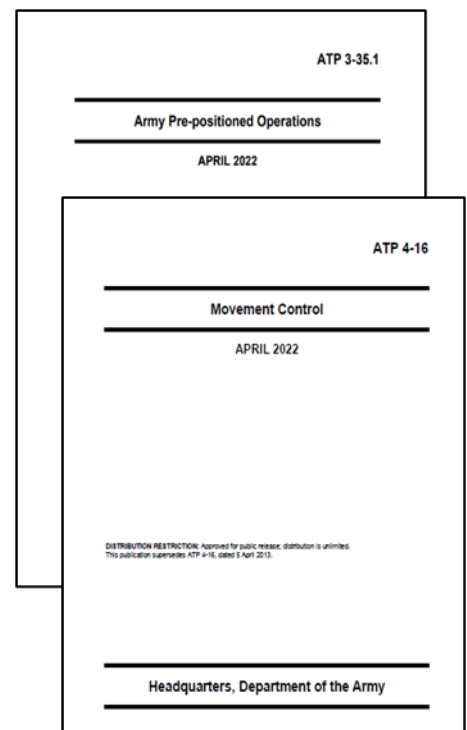 ATP 3-35.1
Army Pre-positioned Operations
APRIL 2022
ATP 4-16
Movement Control
APRIL 2022
DISTRIBUTION RESTRICTION: Approved for public release; distribution is unlimited.
This publication supersedes ATP 4-16, dated 5 April 2013.
Headquarters, Department of the Army